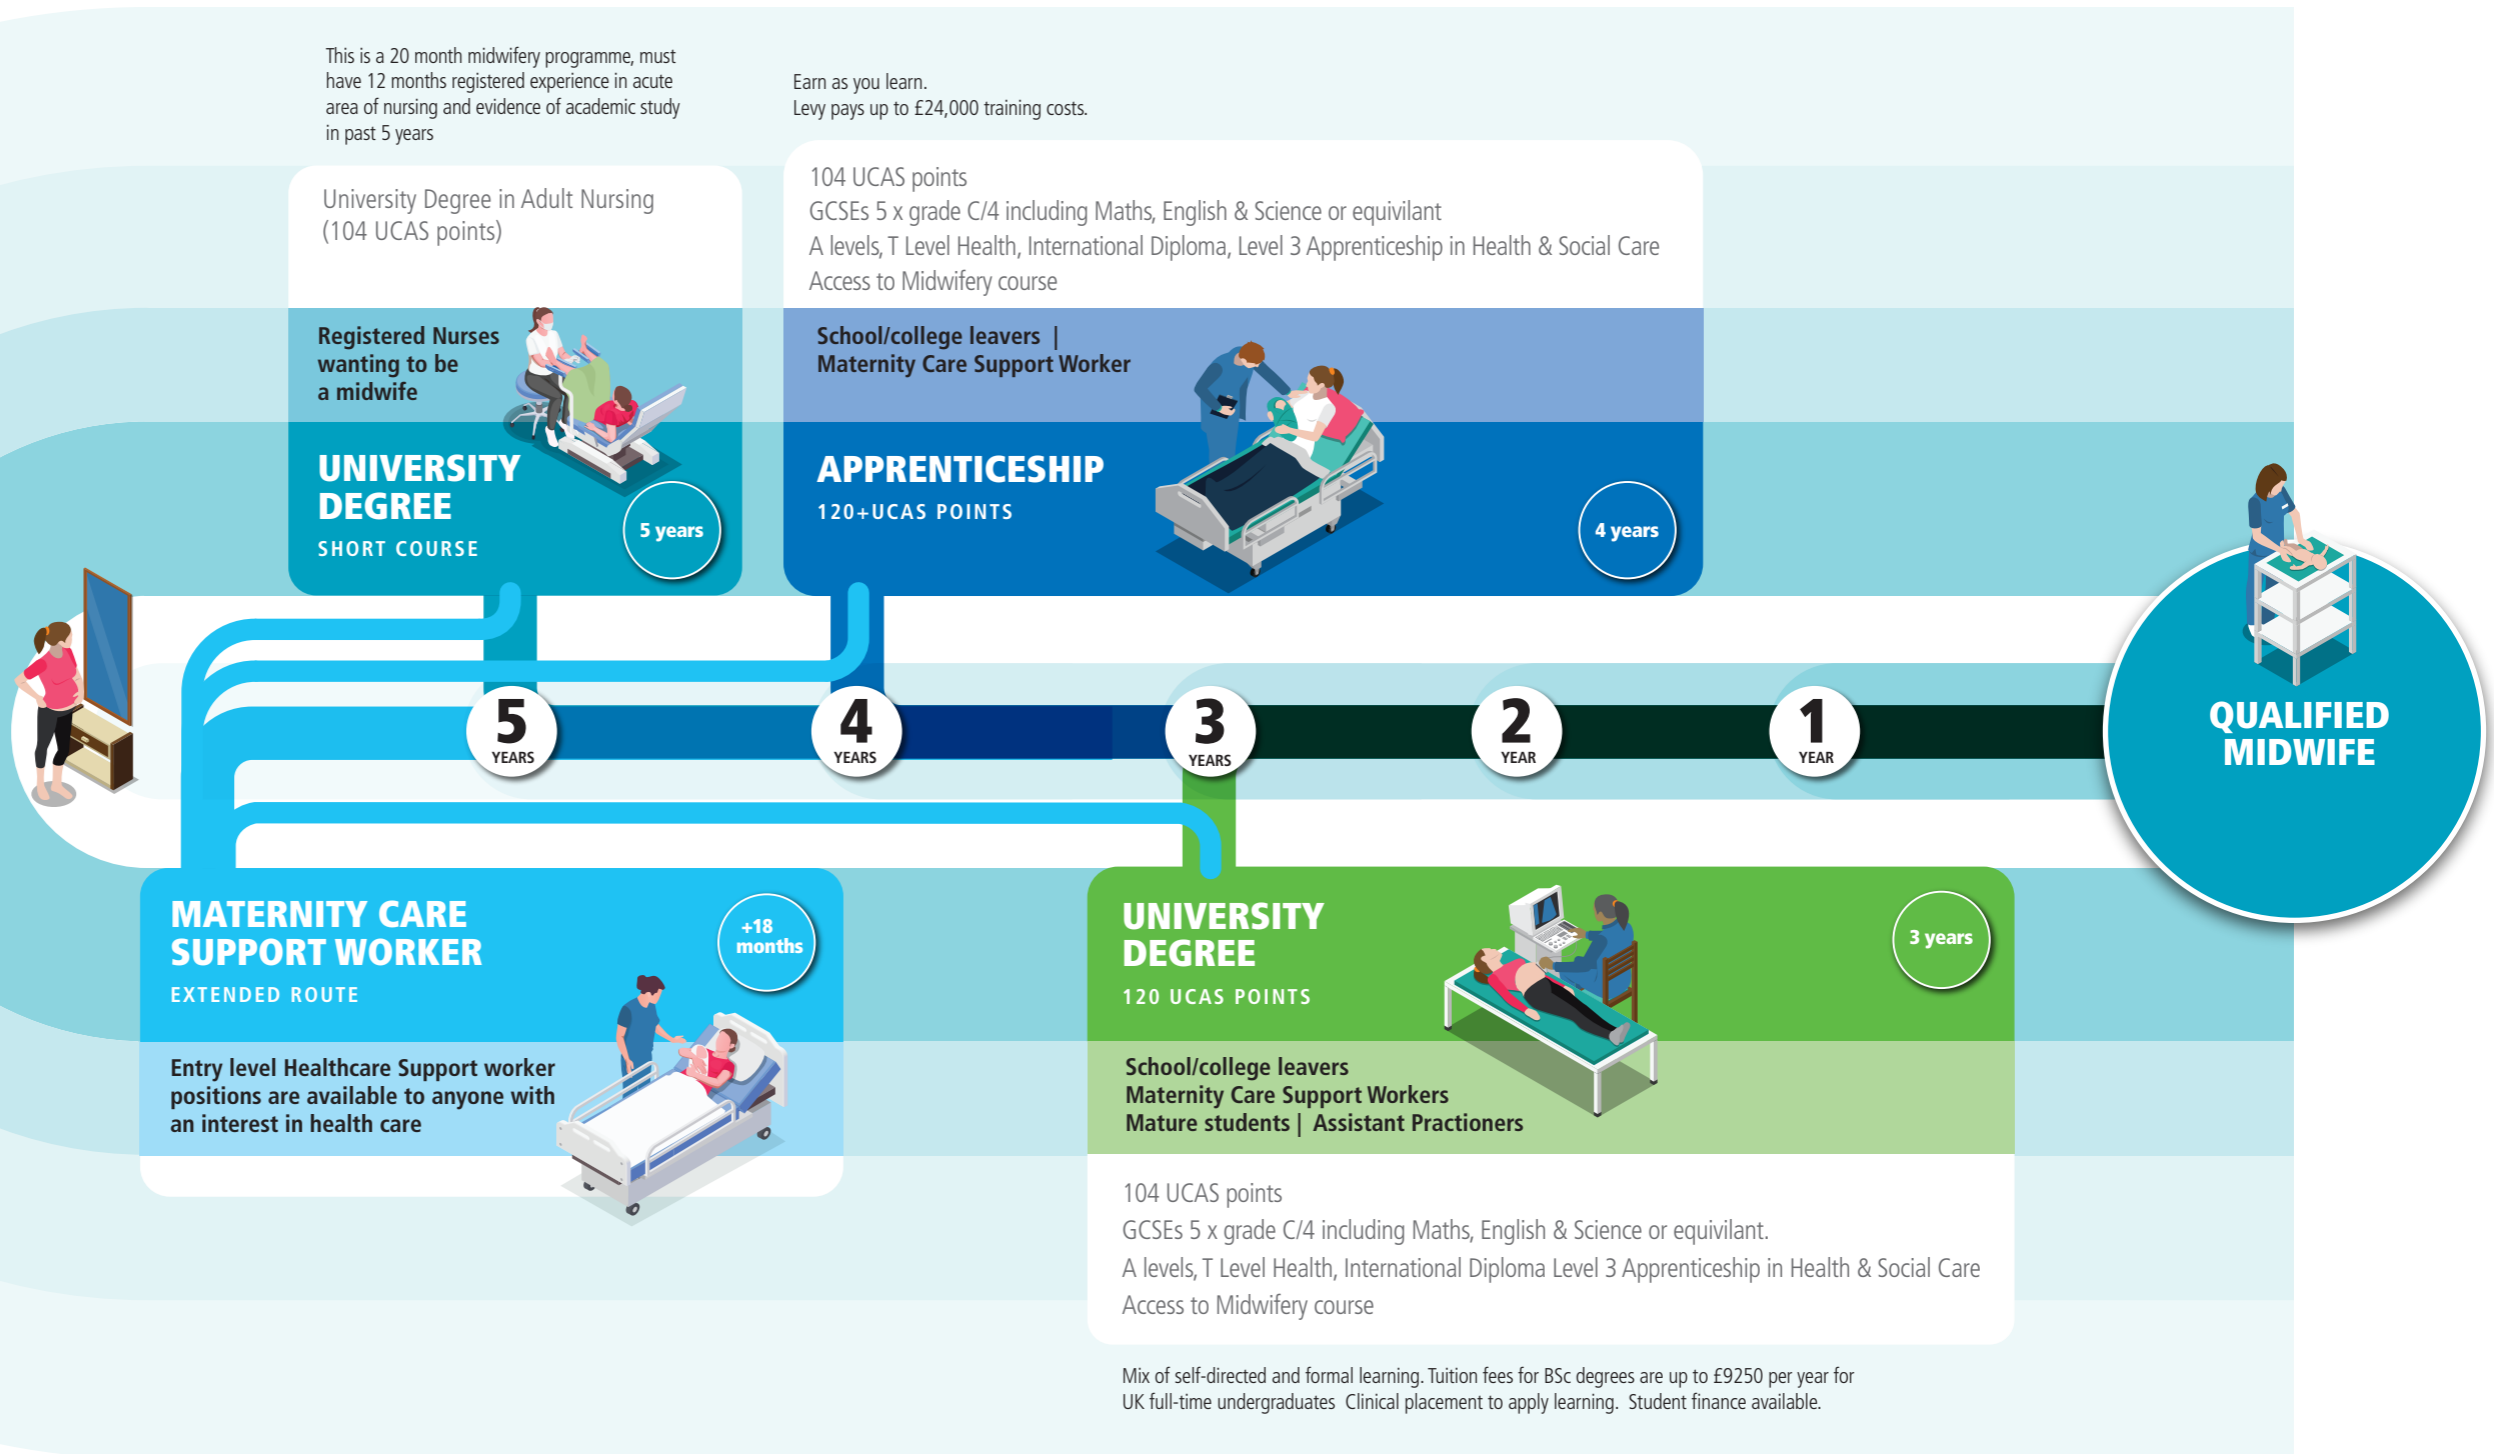 This is a 20 month midwifery programme, must
have 12 months registered experience in acute
area of nursing and evidence of academic study
in past 5 years
University Degree in Adult Nursing
(104 UCAS points)
Registered Nurses
wanting to be
a midwife
UNIVERSITY
DEGREE
SHORT COURSE
5 years
Earn as you learn.
Levy pays up to £24,000 training costs.
104 UCAS points
GCSEs 5 x grade C/4 including Maths, English & Science or equivilant
A levels, T Level Health, International Diploma, Level 3 Apprenticeship in Health & Social Care
Access to Midwifery course
School/college leavers |
Maternity Care Support Worker
APPRENTICESHIP
120+UCAS POINTS
4 years
5
YEARS
4
YEARS
3
YEARS
2
YEAR
1
YEAR
QUALIFIED
MIDWIFE
MATERNITY CARE
SUPPORT WORKER
EXTENDED ROUTE
+18
months
Entry level Healthcare Support worker
positions are available to anyone with
an interest in health care
UNIVERSITY
DEGREE
120 UCAS POINTS
3 years
School/college leavers
Maternity Care Support Workers
Mature students | Assistant Practioners
104 UCAS points
GCSEs 5 x grade C/4 including Maths, English & Science or equivilant.
A levels, T Level Health, International Diploma Level 3 Apprenticeship in Health & Social Care
Access to Midwifery course
Mix of self-directed and formal learning. Tuition fees for BSc degrees are up to £9250 per year for
UK full-time undergraduates  Clinical placement to apply learning.  Student finance available.